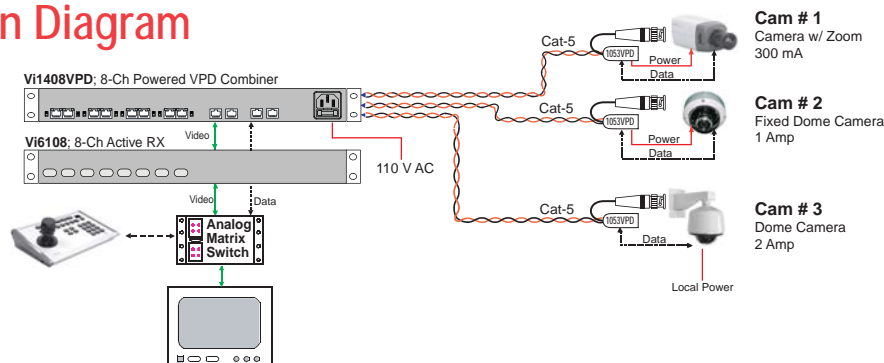 n Diagram
Vi1408VPD; 8-Ch Powered VPD Combiner
Video
Vi6108; 8-Ch Active RX
110 V AC
Video
Data
Analog
Matrix
Switch
Cat-5
1053VPD
Power
Data
Cam # 1
Camera w/ Zoom
300 mA
Cat-5
1053VPD
Power
Data
Cam # 2
Fixed Dome Camera
1 Amp
Cat-5
1053VPD
Data
Cam # 3
Dome Camera
2 Amp
Local Power